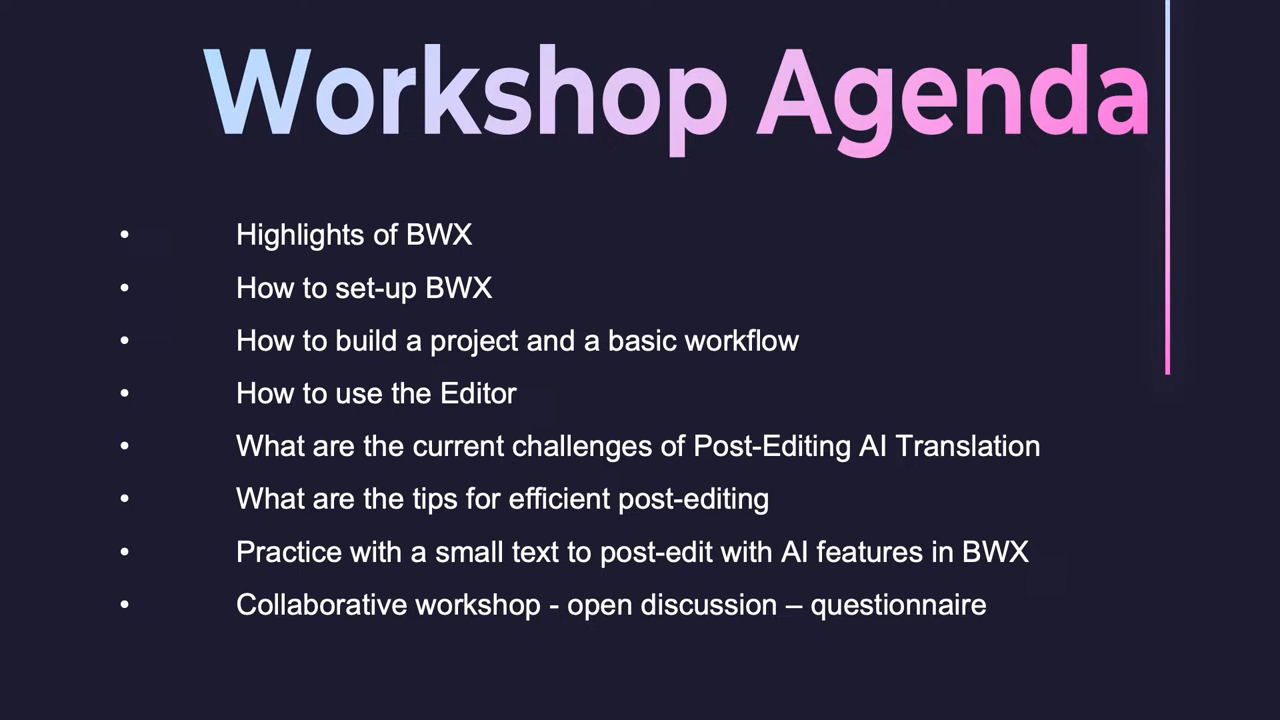 Workshop Agenda
• Highlights of BWX
• How to set-up BWX
• How to build a project and a basic workflow
• How to use the Editor
• What are the current challenges of Post-Editing AI Translation
• What are the tips for efficient post-editing
• Practice with a small text to post-edit with AI features in BWX
• Collaborative workshop - open discussion – questionnaire